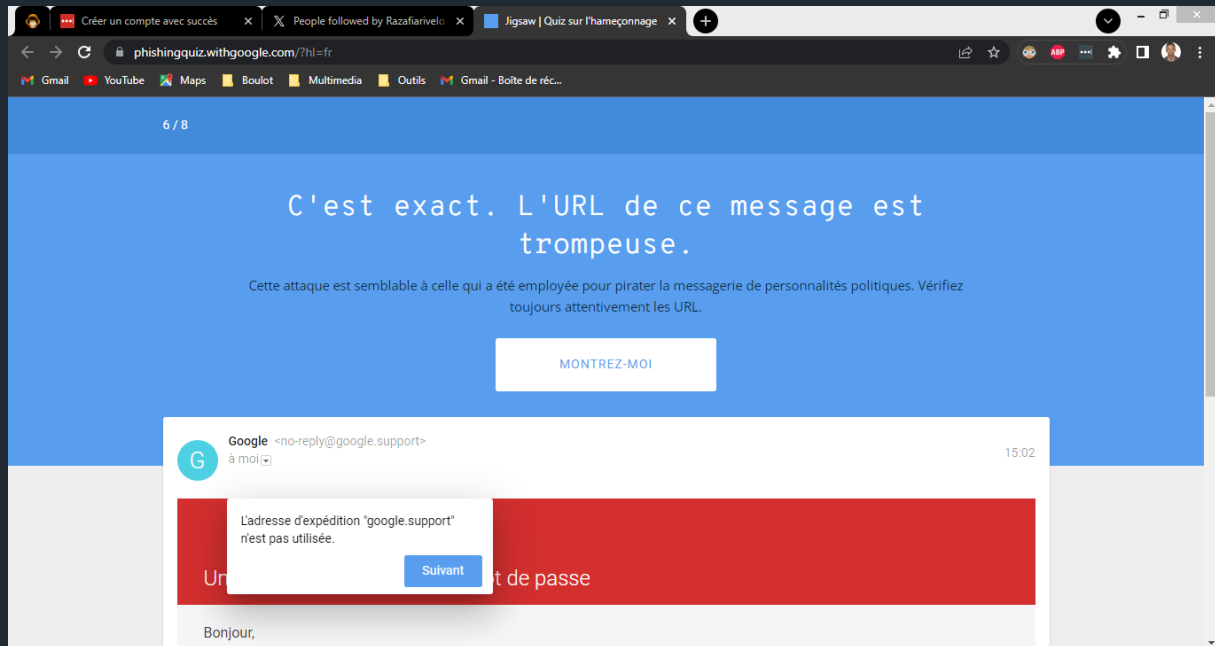 Créer un compte avec succès
People followed by Razafiarivelo
Jigsaw | Quiz sur l'hameçonnage
phishingquiz.withgoogle.com/?hl=fr
ABP
Gmail YouTube Maps Boulot Multimedia Outils Gmail - Boîte de réc...
6 / 8
C'est exact. L'URL de ce message est
trompeuse.
Cette attaque est semblable à celle qui a été employée pour pirater la messagerie de personnalités politiques. Vérifiez
toujours attentivement les URL.
MONTREZ-MOI
G
Google <no-reply@google.support>
à moi
15:02
L'adresse d'expédition "google.support"
n'est pas utilisée.
Suivant
Un
t de passe
Bonjour,